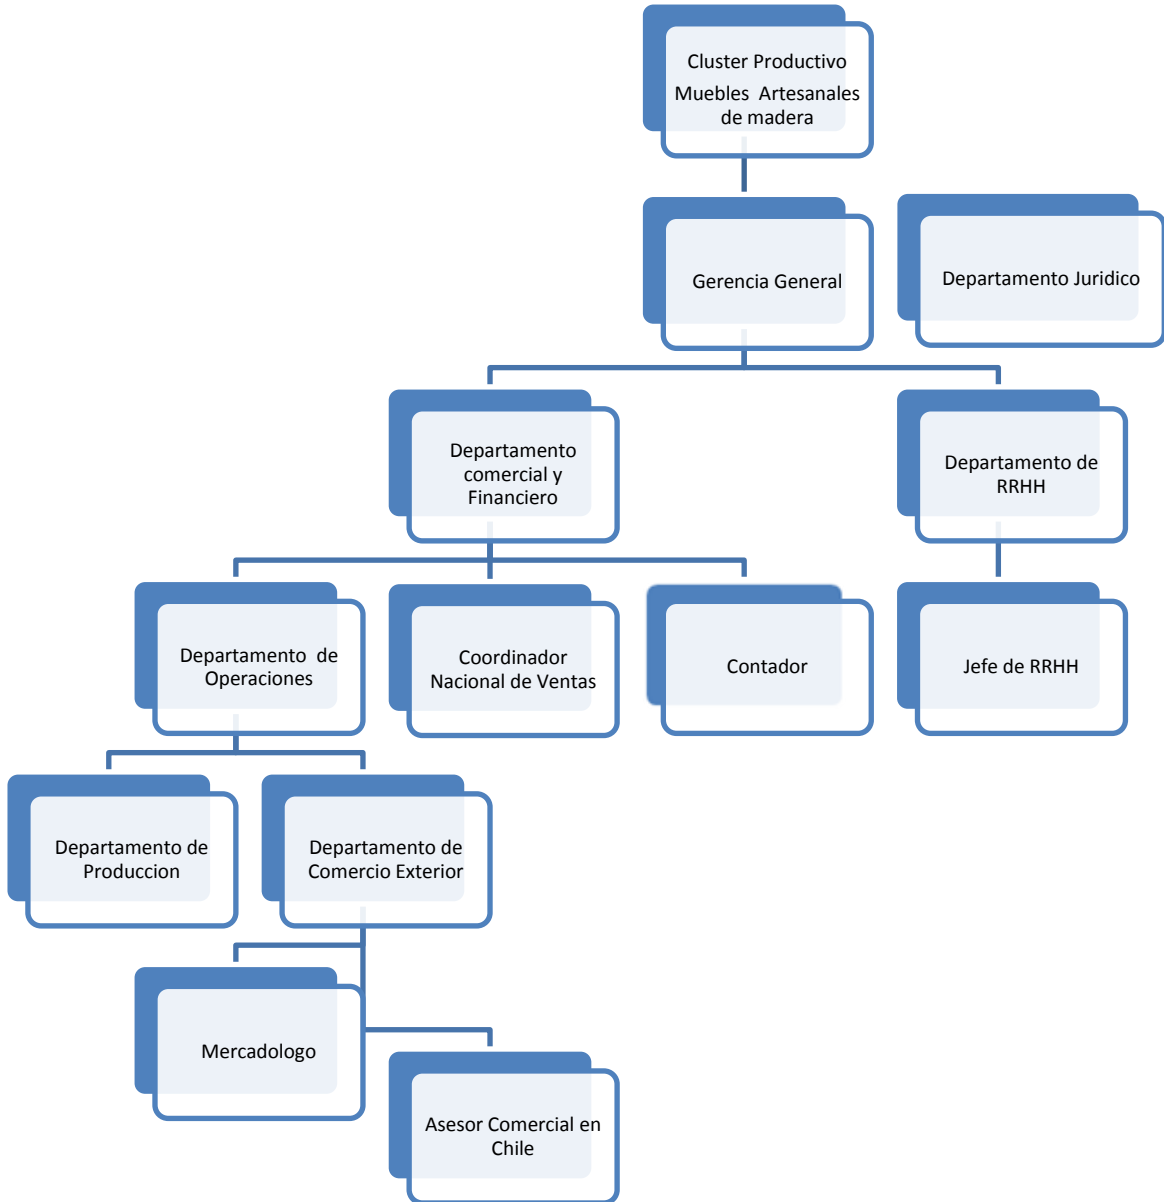 Cluster Productivo
Muebles Artesanales
de madera
Gerencia General
Departamento Juridico
Departamento
comercial y
Financiero
Departamento de
RRHH
Departamento de
Operaciones
Coordinador
Nacional de Ventas
Contador
Jefe de RRHH
Departamento de
Produccion
Departamento de
Comercio Exterior
Mercadologo
Asesor Comercial en
Chile